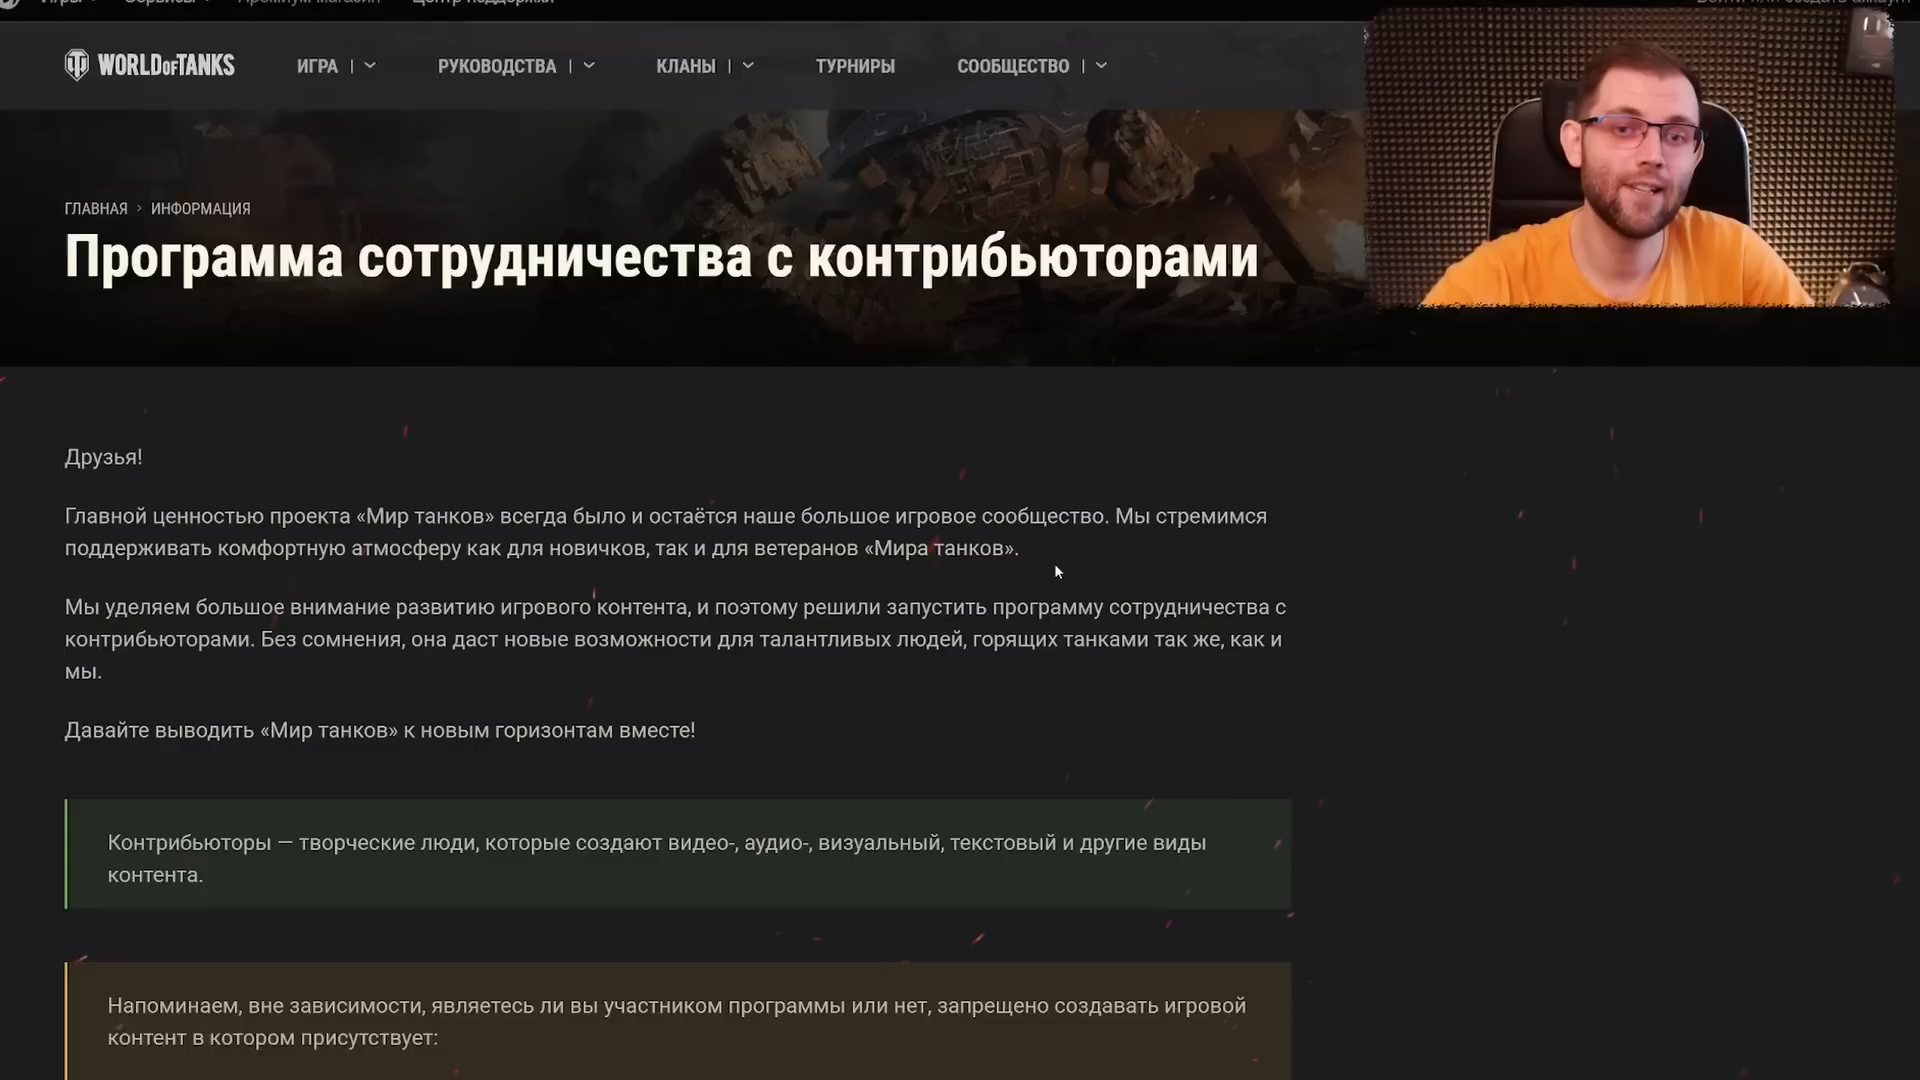 WORLD OF TANKS
ИГРА
РУКОВОДСТВА
КЛАНЫ
ТУРНИРЫ
СООБЩЕСТВО
ГЛАВНАЯ > ИНФОРМАЦИЯ
Программа сотрудничества с контрибьюторами
Друзья!
Главной ценностью проекта «Мир танков» всегда было и остаётся наше большое игровое сообщество. Мы стремимся
поддерживать комфортную атмосферу как для новичков, так и для ветеранов «Мира танков».
Мы уделяем большое внимание развитию игрового контента, и поэтому решили запустить программу сотрудничества с
контрибьюторами. Без сомнения, она даст новые возможности для талантливых людей, горящих танками так же, как и
мы.
Давайте выводить «Мир танков» к новым горизонтам вместе!
Контрибьюторы — творческие люди, которые создают видео-, аудио-, визуальный, текстовый и другие виды
контента.
Напоминаем, вне зависимости, являетесь ли вы участником программы или нет, запрещено создавать игровой
контент в котором присутствует: